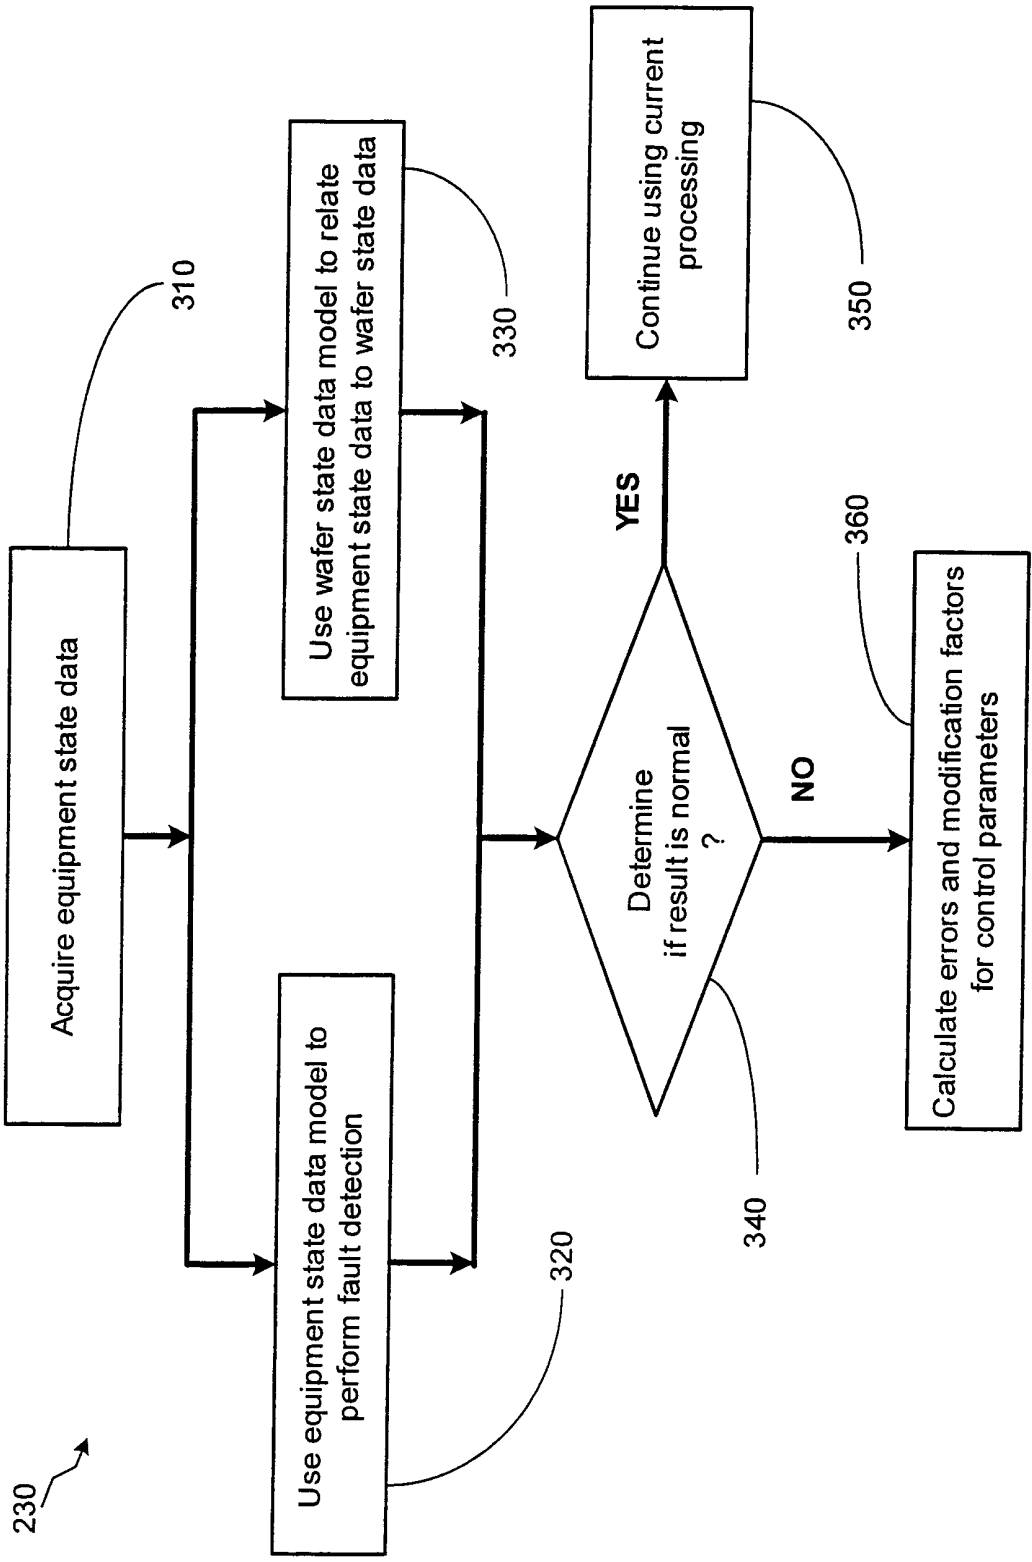 230
Acquire equipment state data
310
Use equipment state data model to
perform fault detection
320
Use wafer state data model to relate
equipment state data to wafer state data
330
Determine
if result is normal
?
340
YES
Continue using current
processing
350
NO
Calculate errors and modification factors
for control parameters
360